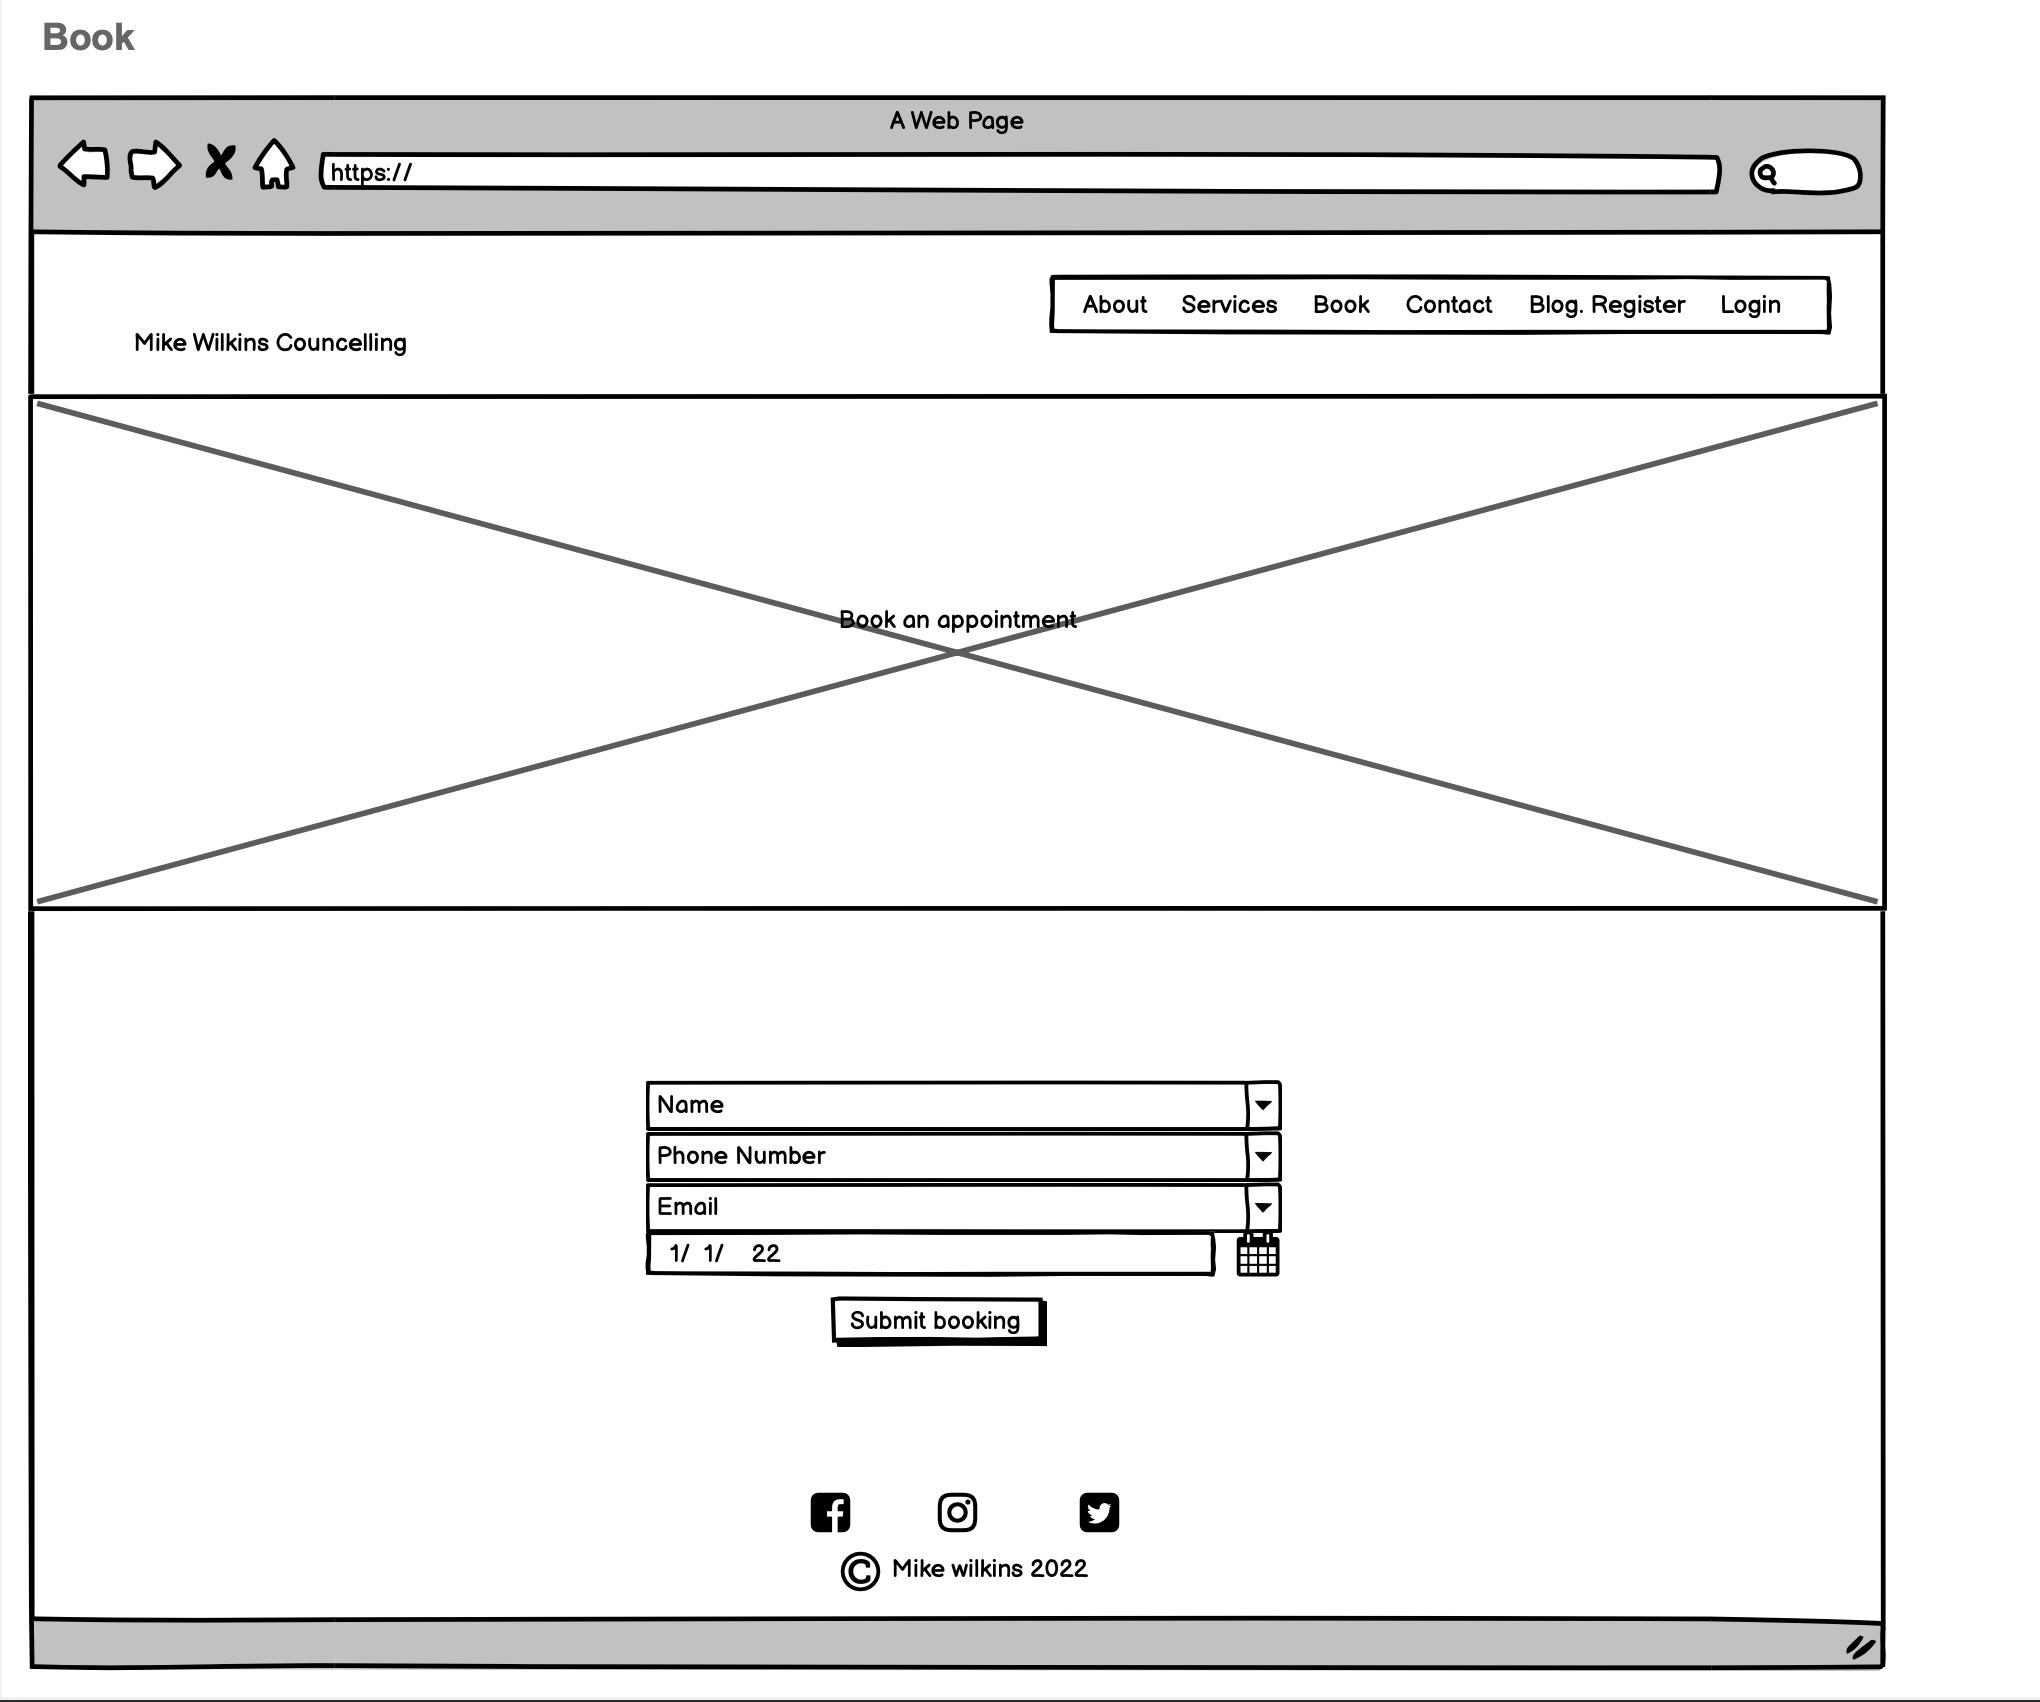 Book
A Web Page
https://
About Services Book Contact Blog. Register Login
Mike Wilkins Councelling
Book an appointment
Name
Phone Number
Email
1/ 1/ 22
Submit booking
© Mike wilkins 2022